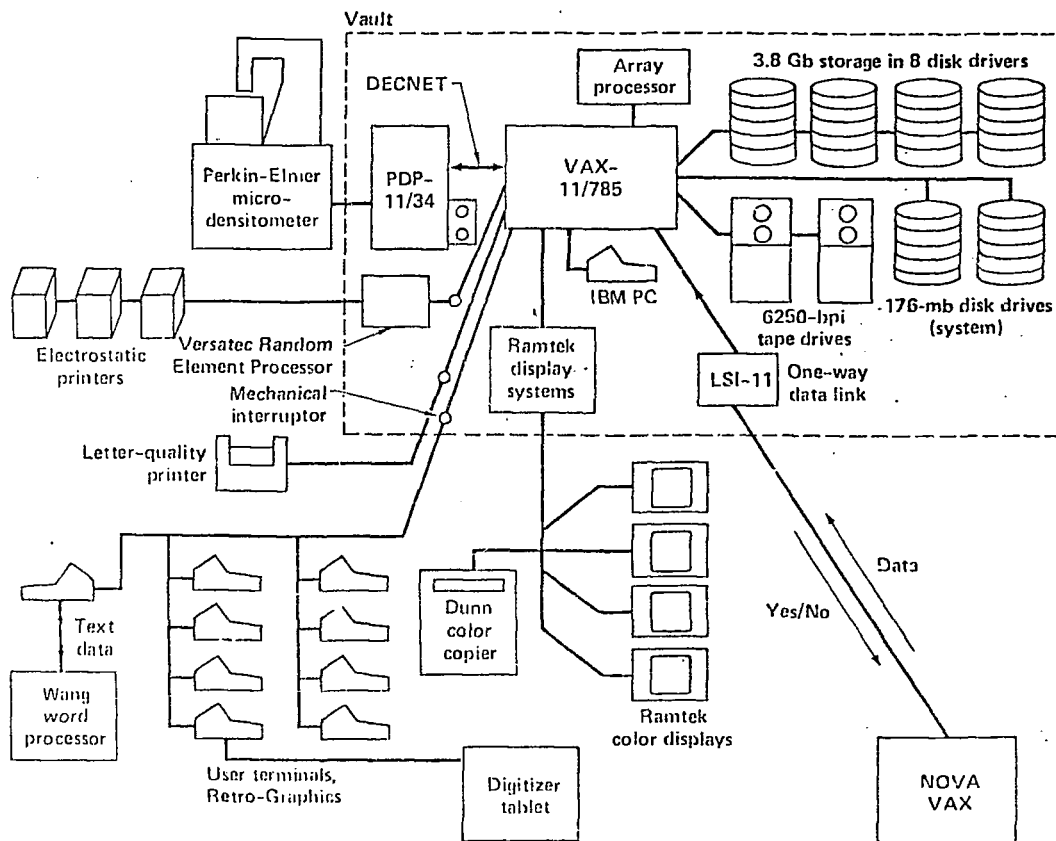 Vault
3.8 Gb storage in 8 disk drivers
Array
processor
DECNET
PDP-
11/34
VAX-
11/785
Perkin-Elmer
micro-
densitometer
IBM PC
6250-bpi
tape drives
176-mb disk drives
(system)
Electrostatic
printers
Versatec Random
Element Processor
Ramtek
display
systems
LSI-11
One-way
data link
Mechanical
interruptor
Letter-quality
printer
Data
Yes/No
Text
data
Dunn
color
copier
Wang
word
processor
Ramtek
color displays
User terminals,
Retro-Graphics
Digitizer
tablet
NOVA
VAX